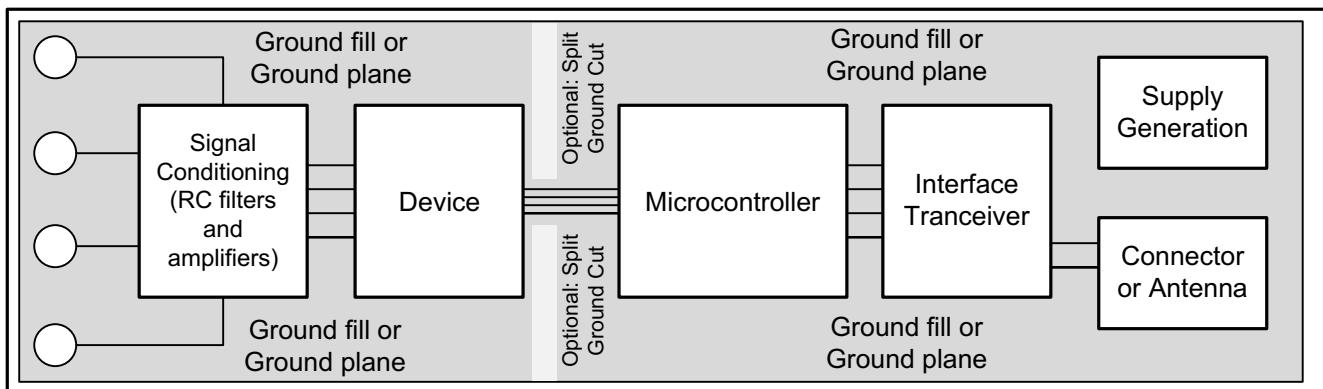 Ground fill or
Ground plane
Optional: Split
Ground Cut
Ground fill or
Ground plane
Signal
Conditioning
(RC filters
and
amplifiers)
Device
Microcontroller
Interface
Tranceiver
Supply
Generation
Connector
or Antenna
Ground fill or
Ground plane
Optional: Split
Ground Cut
Ground fill or
Ground plane